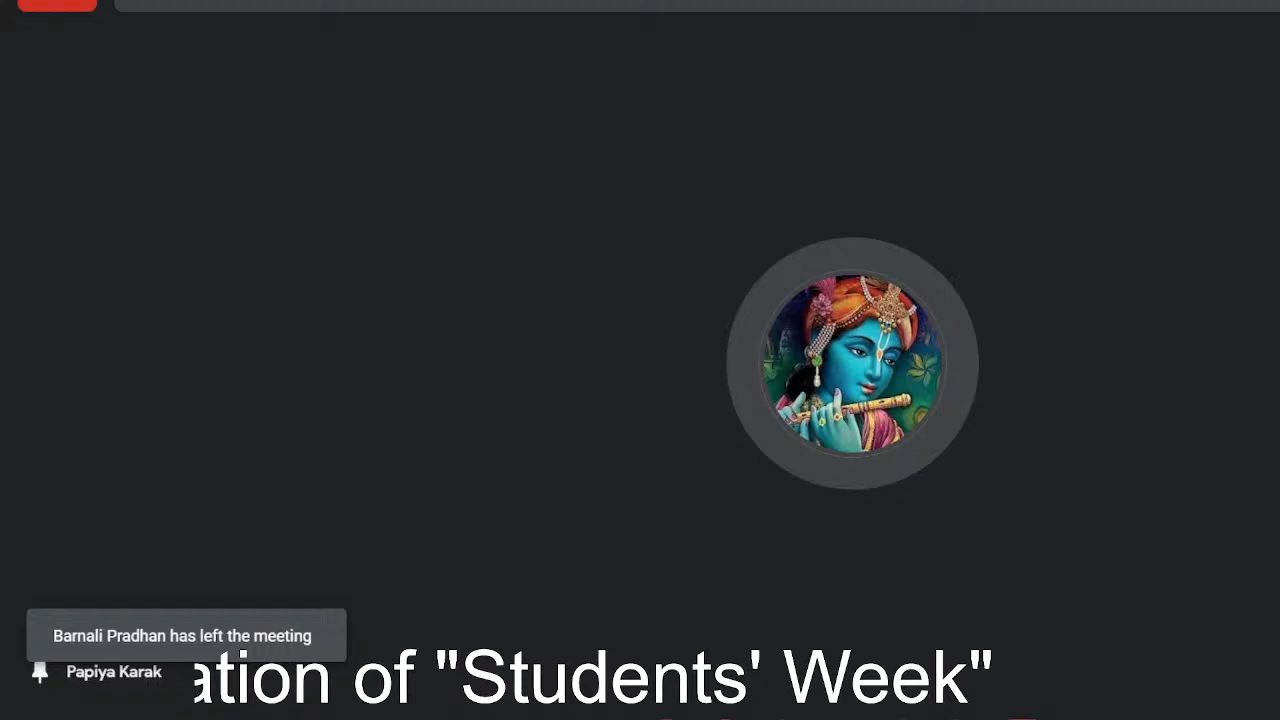 Barnali Pradhan has left the meeting
Papiya Karak
ation of "Students' Week"